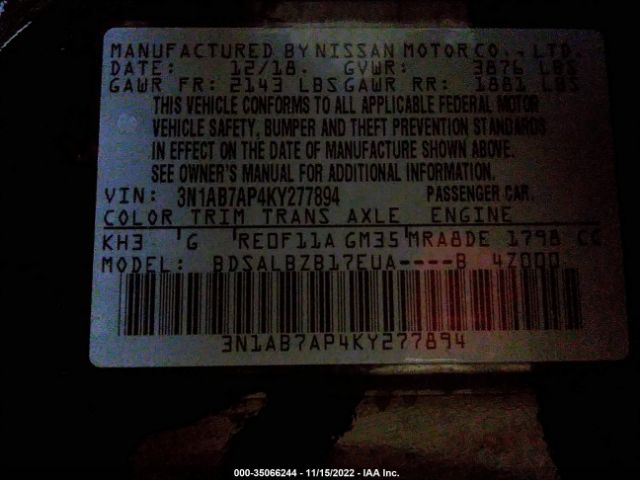 MANUFACTURED BY NISSAN MOTOR CO., LTD.
DATE: 12/18. GVWR: 3876 LBS
GAWR FR: 2143 LBS GAWR RR: 1881 LBS
THIS VEHICLE CONFORMS TO ALL APPLICABLE FEDERAL MOTOR
VEHICLE SAFETY, BUMPER AND THEFT PREVENTION STANDARDS
IN EFFECT ON THE DATE OF MANUFACTURE SHOWN ABOVE.
SEE OWNER'S MANUAL FOR ADDITIONAL INFORMATION.
VIN: 3N1AB7AP4KY277894 PASSENGER CAR.
COLOR TRIM TRANS AXLE ENGINE
KH3 G RE0F11A GM35 MRA8DE 1798 CC
MODEL: BDSALBZB17EUA----B 4Z000
3N1AB7AP4KY277894
000-35066244 - 11/15/2022 - IAA Inc.